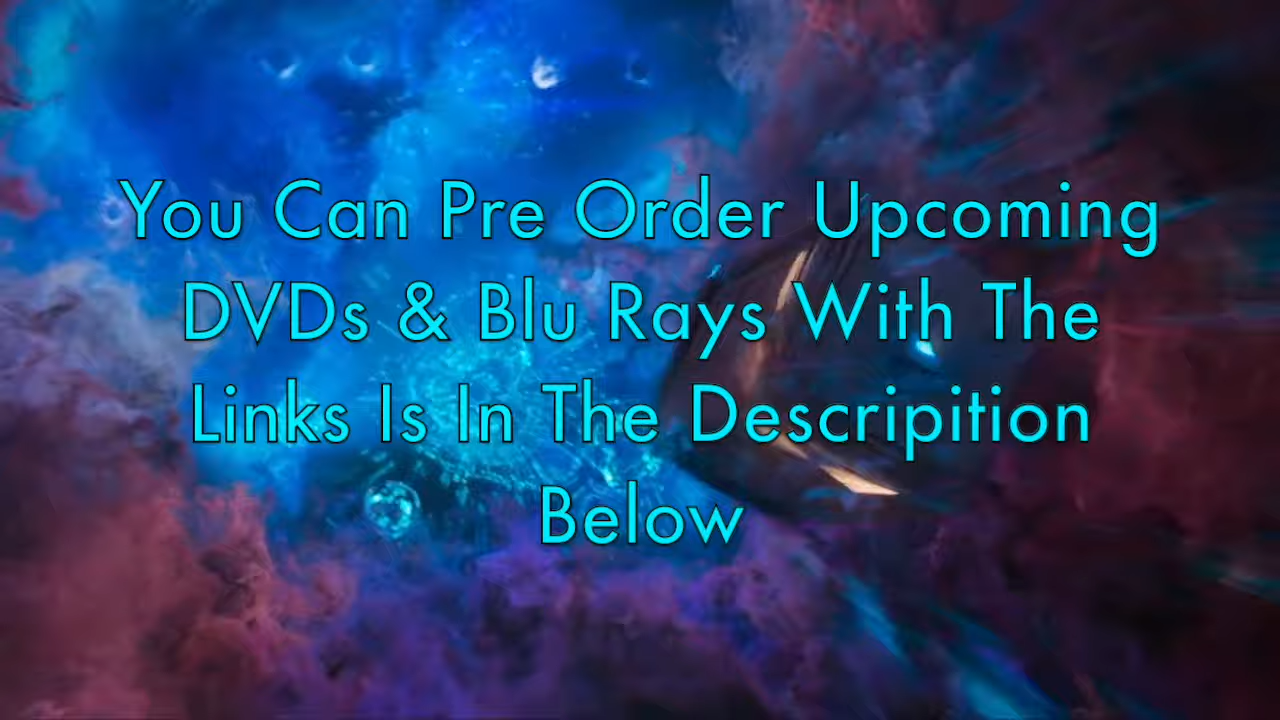 You Can Pre Order Upcoming
DVDs & Blu Rays With The
Links Is In The Descripition
Below